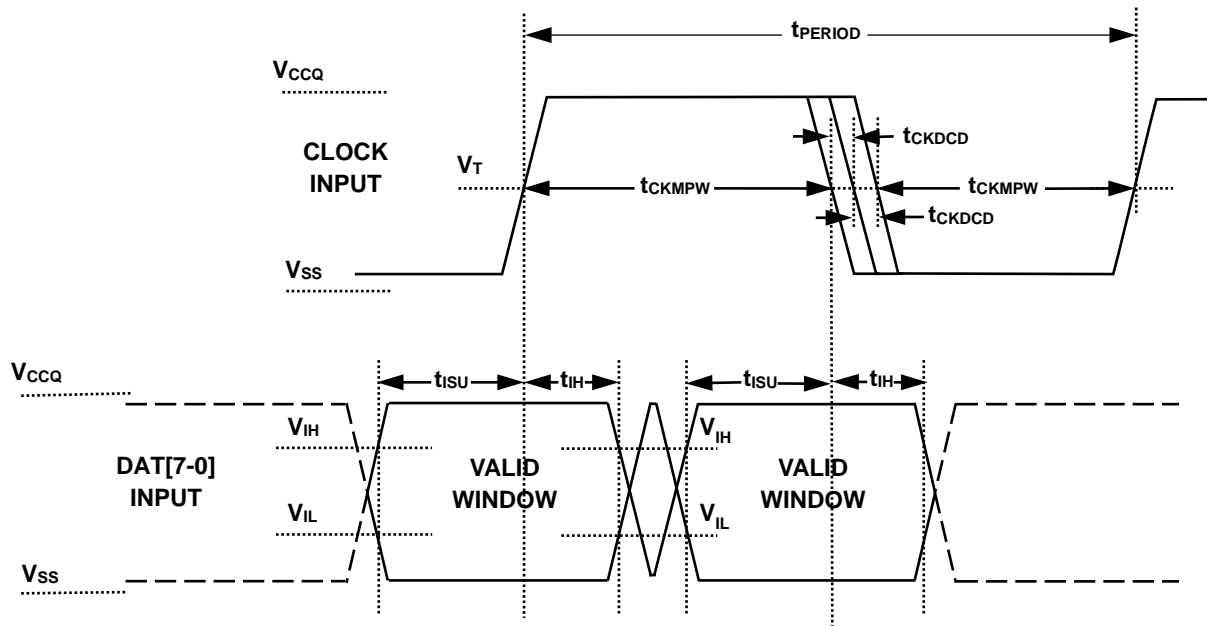 tPERIOD
VCCQ
tCKDCD
CLOCK
INPUT
VT
tCKMPW
tCKMPW
tCKDCD
VSS
VCCQ
tISU
tIH
tISU
tIH
VIH
VIH
DAT[7-0]
INPUT
VALID
WINDOW
VALID
WINDOW
VIL
VIL
VSS